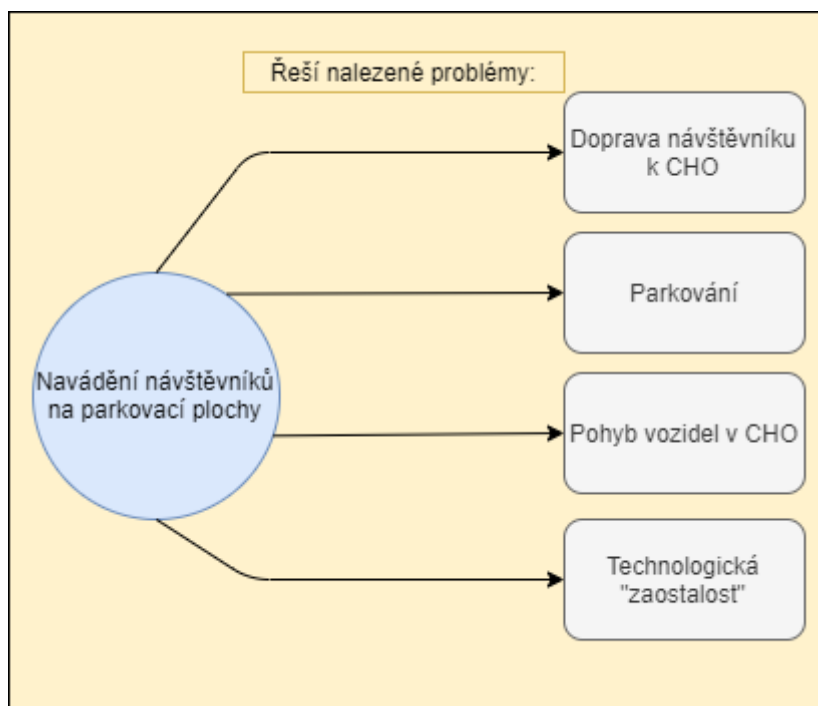 Řeší nalezené problémy:
Doprava návštěvníku
k CHO
Parkování
Navádění návštěvníků
na parkovací plochy
Pohyb vozidel v CHO
Technologická
"zaostalost"